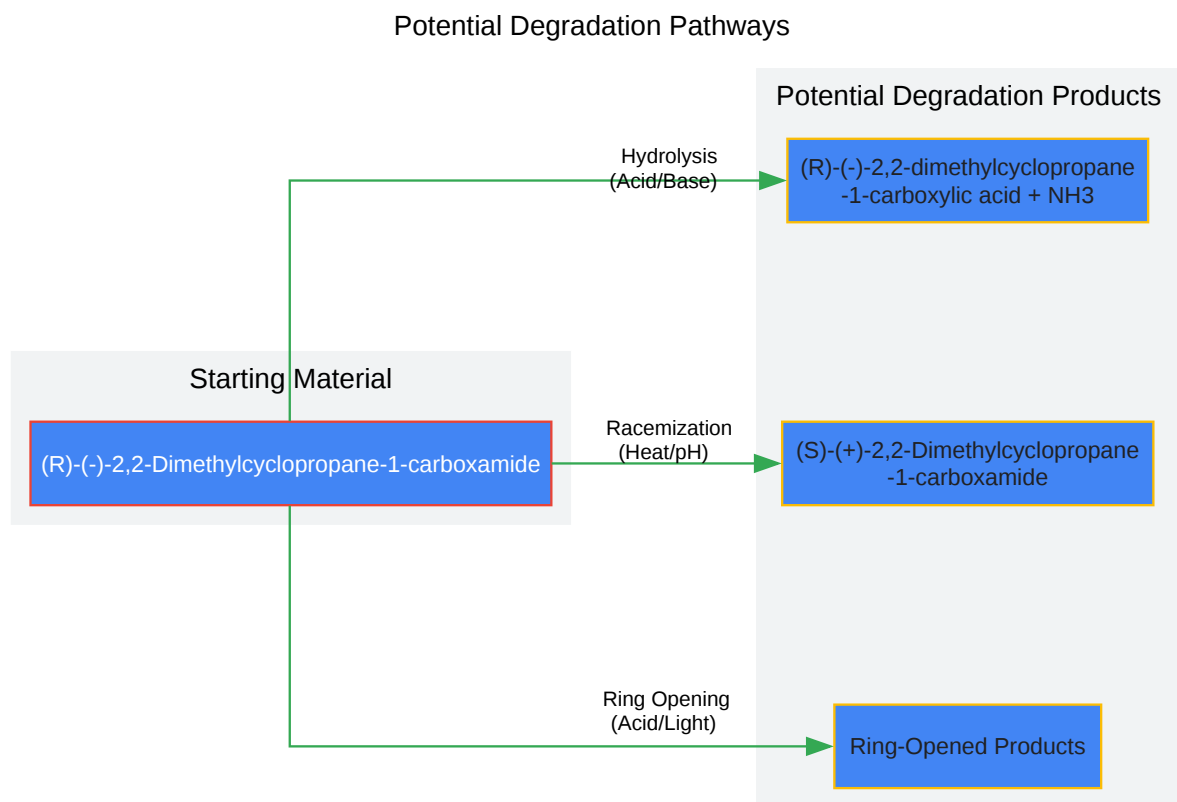 Potential Degradation Pathways
Potential Degradation Products
Hydrolysis
(Acid/Base)
(R)-(-)-2,2-dimethylcyclopropane
-1-carboxylic acid + NH3
Starting Material
(R)-(-)-2,2-Dimethylcyclopropane-1-carboxamide
Racemization
(Heat/pH)
(S)-(+)-2,2-Dimethylcyclopropane
-1-carboxamide
Ring Opening
(Acid/Light)
Ring-Opened Products